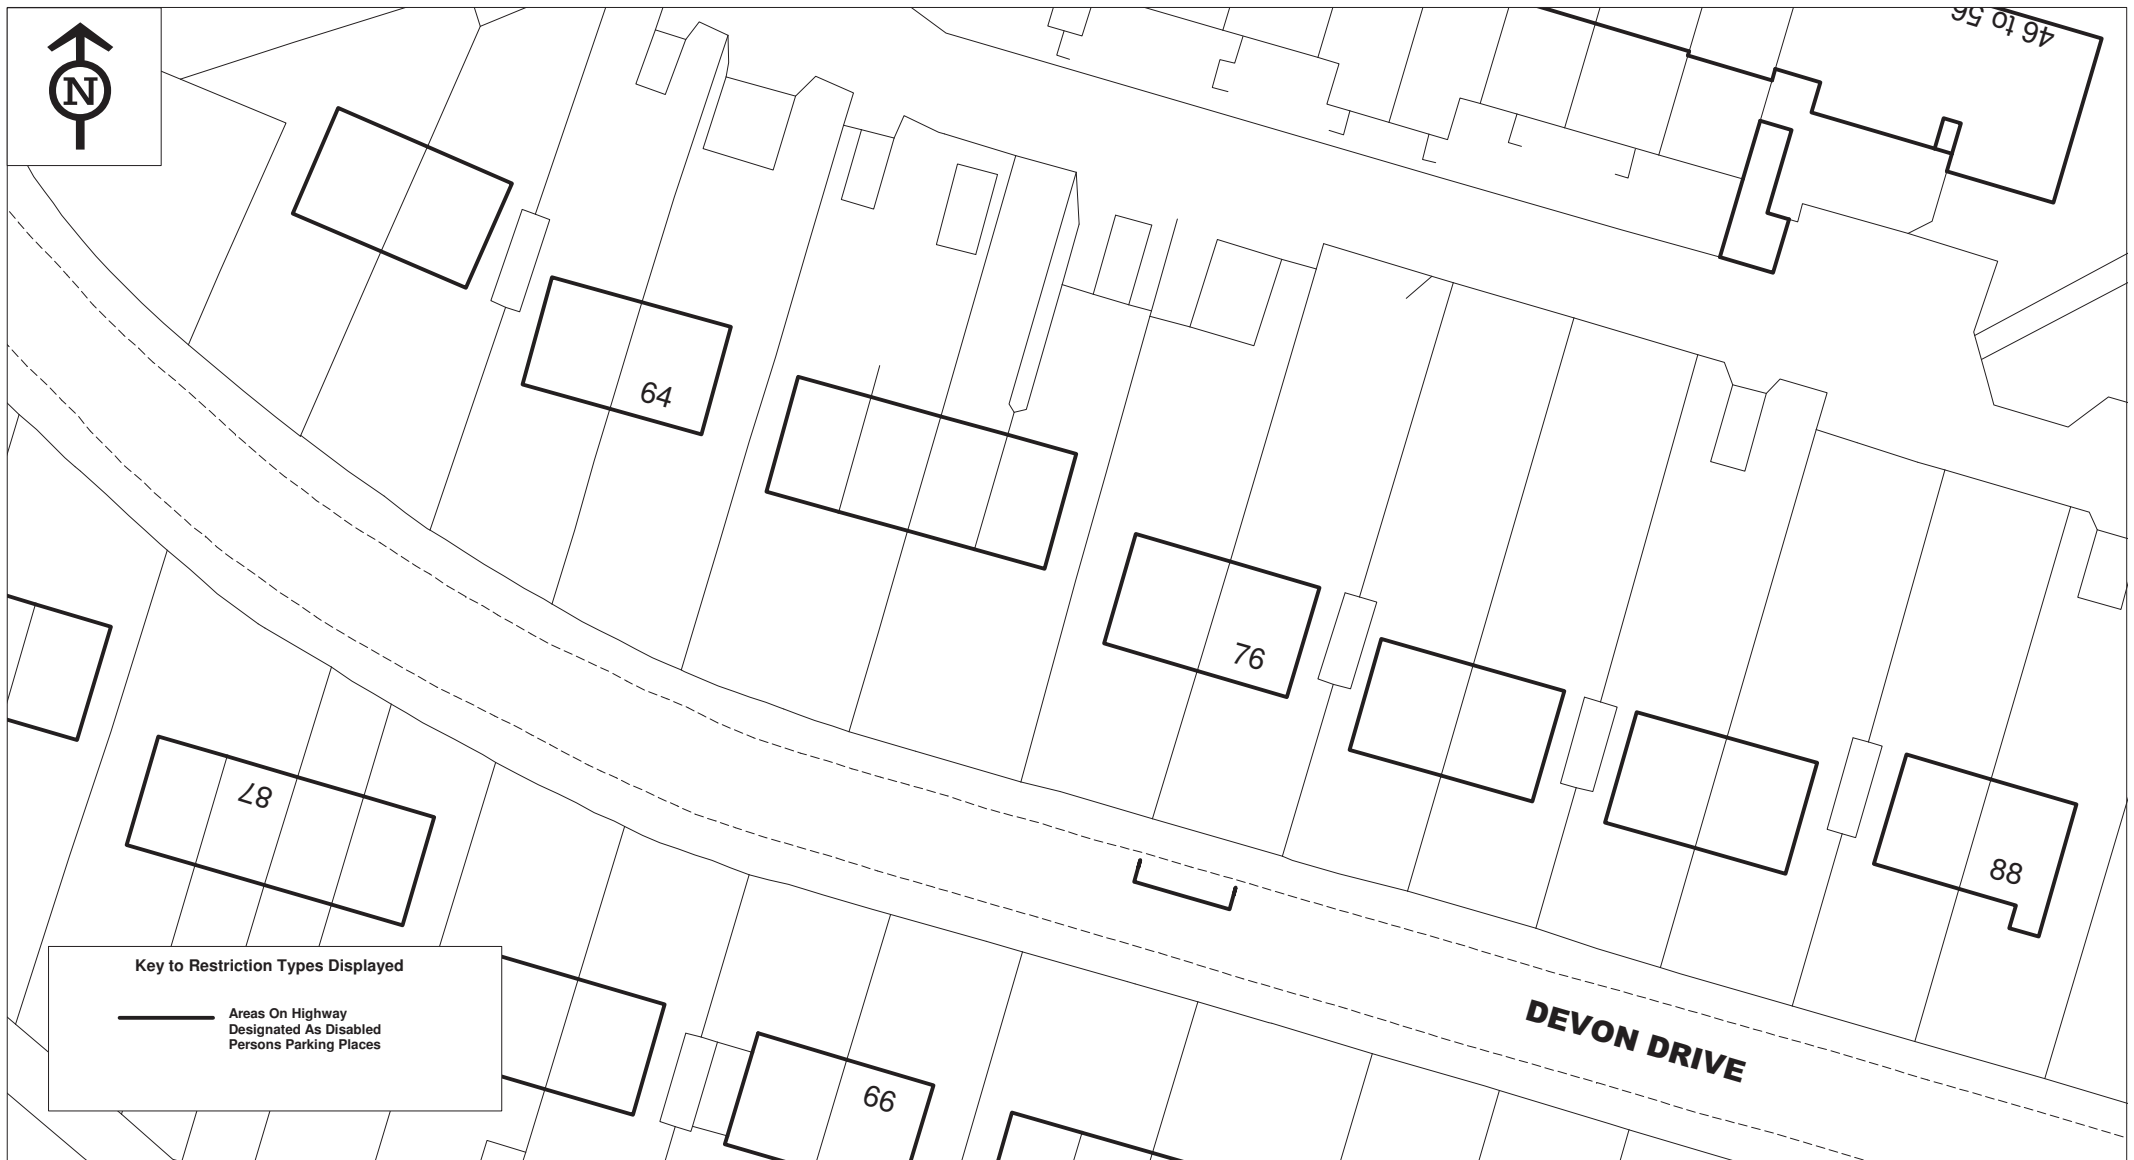 N
46 to 56
64
76
87
88
99
DEVON DRIVE
Key to Restriction Types Displayed
Areas On Highway
Designated As Disabled
Persons Parking Places